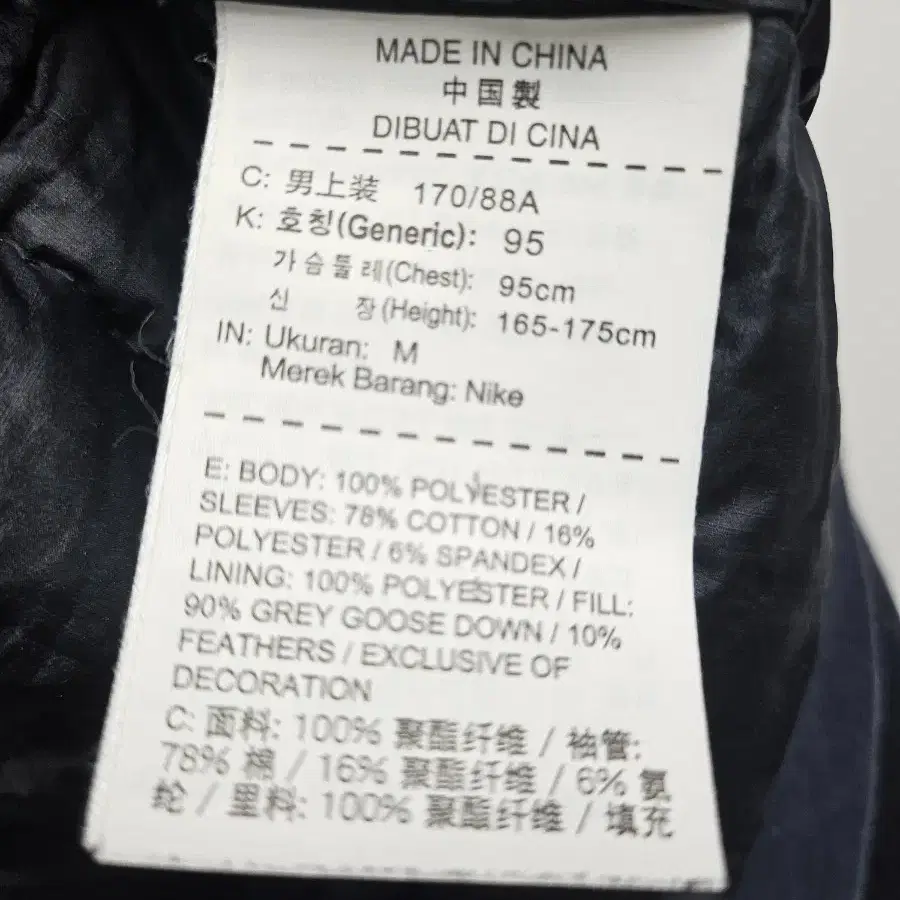 MADE IN CHINA
中国製
DIBUAT DI CINA
C: 男上装 170/88A
K: 호칭(Generic): 95
가슴둘레(Chest): 95cm
신 장(Height): 165-175cm
IN: Ukuran: M
Merek Barang: Nike
E: BODY: 100% POLYESTER /
SLEEVES: 78% COTTON / 16%
POLYESTER / 6% SPANDEX /
LINING: 100% POLYESTER / FILL:
90% GREY GOOSE DOWN / 10%
FEATHERS / EXCLUSIVE OF
DECORATION
C: 面料: 100% 聚酯纤维 / 袖管:
78% 棉 / 16% 聚酯纤维 / 6% 氨
纶 / 里料: 100% 聚酯纤维 / 填充